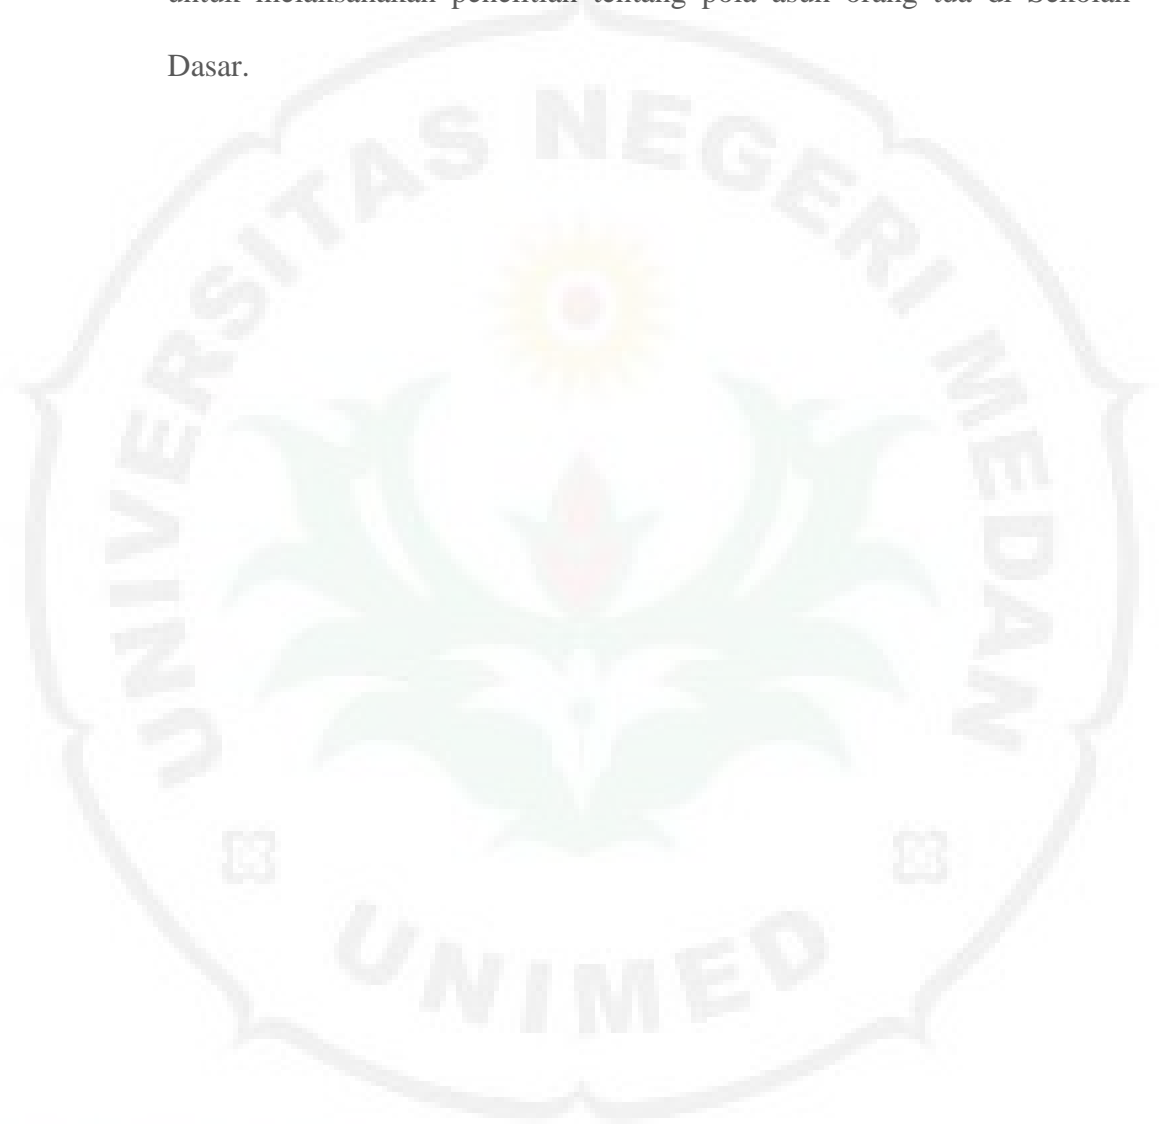 untuk melaksanakan penelitian tentang pola asuh orang tua di Sekolah
Dasar.
UNIVERSITAS NEGERI MEDAN
UNIMED